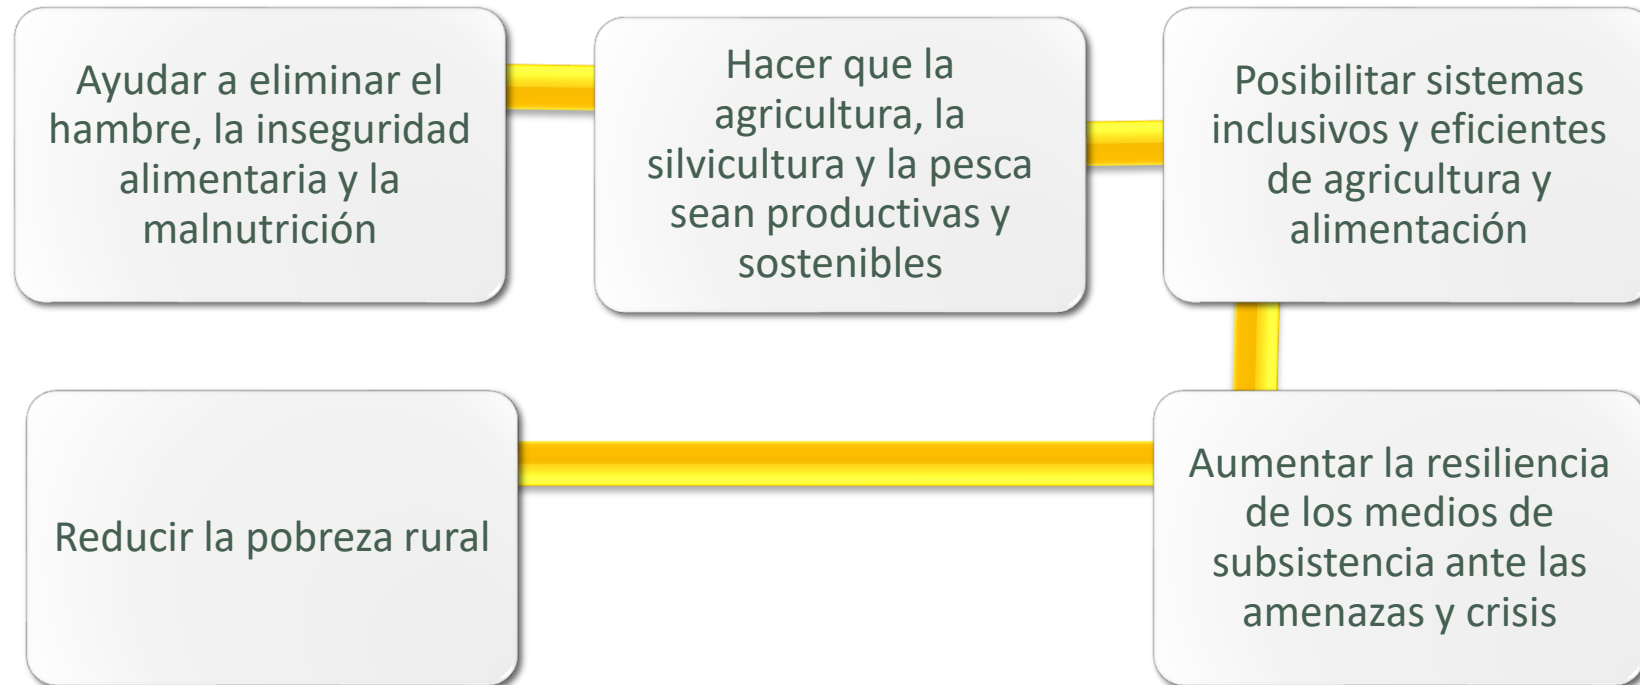 Ayudar a eliminar el
hambre, la inseguridad
alimentaria y la
malnutrición
Hacer que la
agricultura, la
silvicultura y la pesca
sean productivas y
sostenibles
Posibilitar sistemas
inclusivos y eficientes
de agricultura y
alimentación
Aumentar la resiliencia
de los medios de
subsistencia ante las
amenazas y crisis
Reducir la pobreza rural